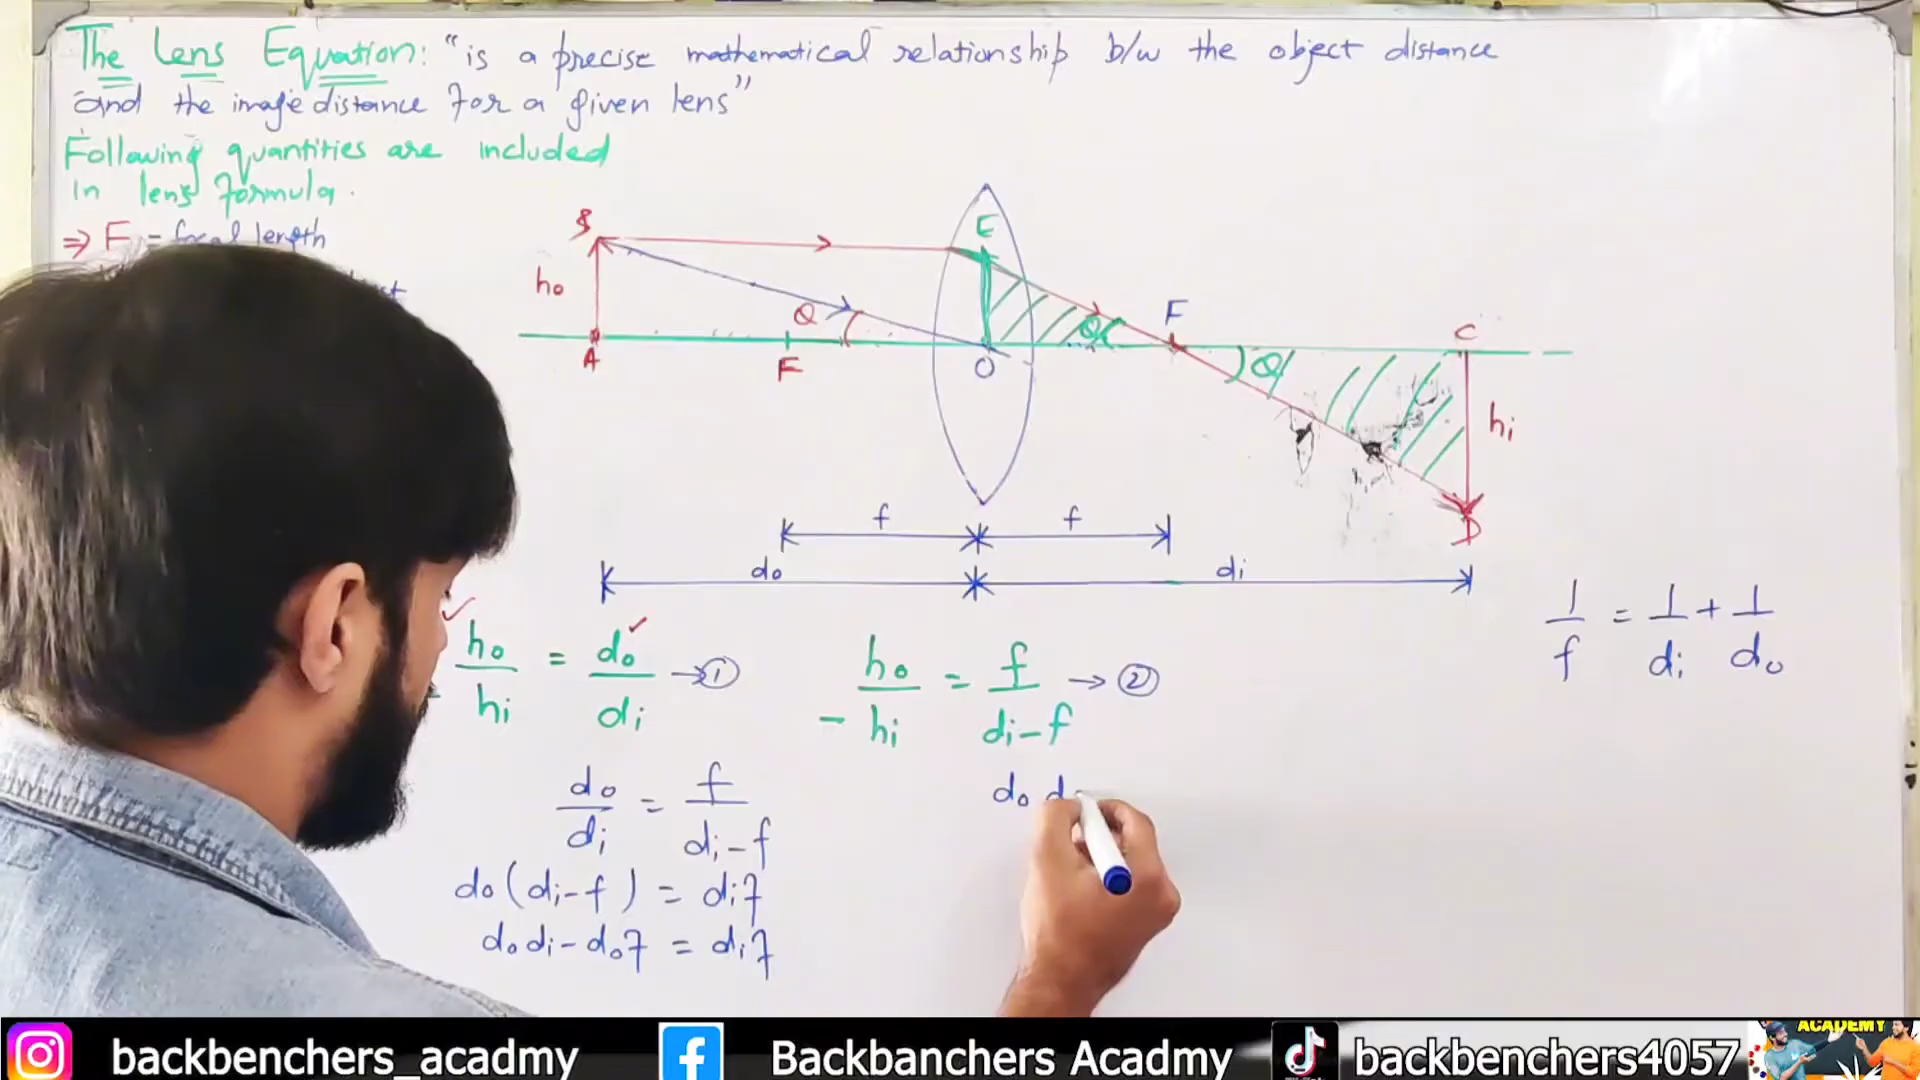 The Lens Equation: "is a precise mathematical relationship b/w the object distance
and the image distance for a given lens"
Following quantities are included
in lens formula.
⇒ F = focal length
B
E
ho
Q
Q
F
C
A
F
O
Q
hi
D
f
f
do
di
1/f = 1/di + 1/do
ho/hi = do/di → ①
ho/-hi = f/di-f → ②
do/di = f/di-f
do d
do(di-f) = dif
dodi-dof = dif
backbenchers_acadmy
Backbanchers Acadmy
backbenchers4057
ACADEMY